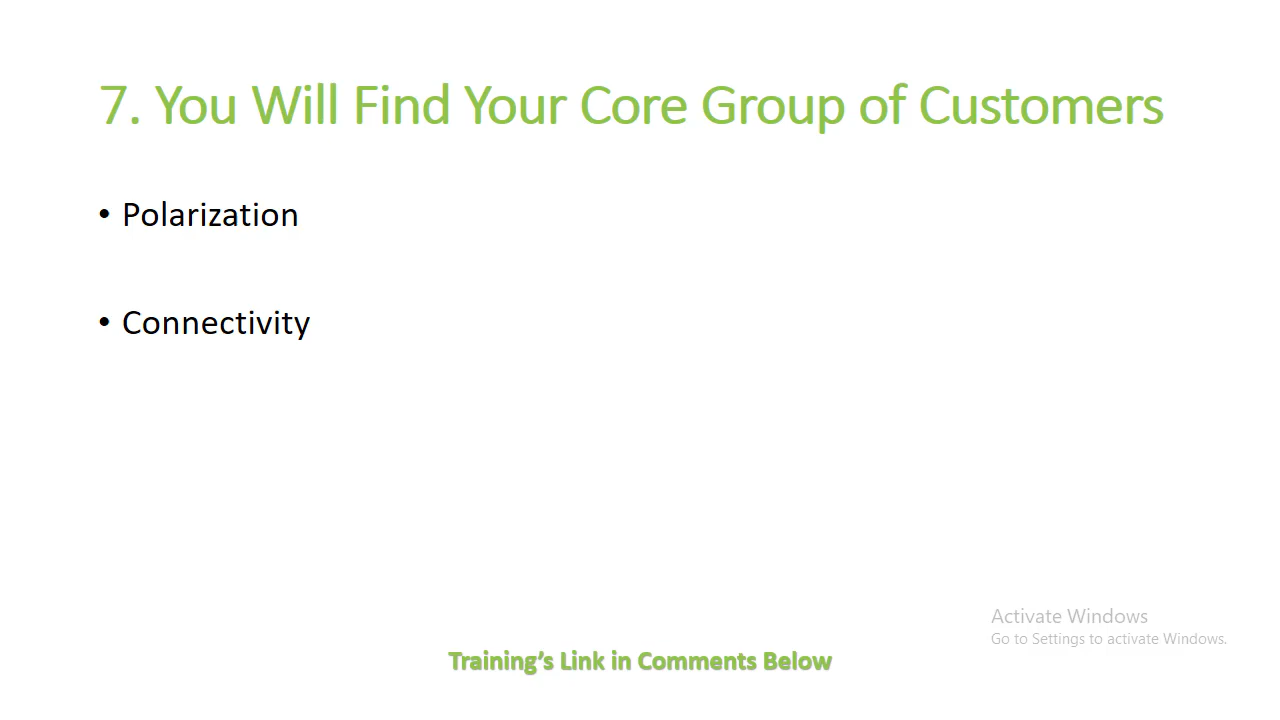 7. You Will Find Your Core Group of Customers
• Polarization
• Connectivity
Activate Windows
Go to Settings to activate Windows.
Training’s Link in Comments Below